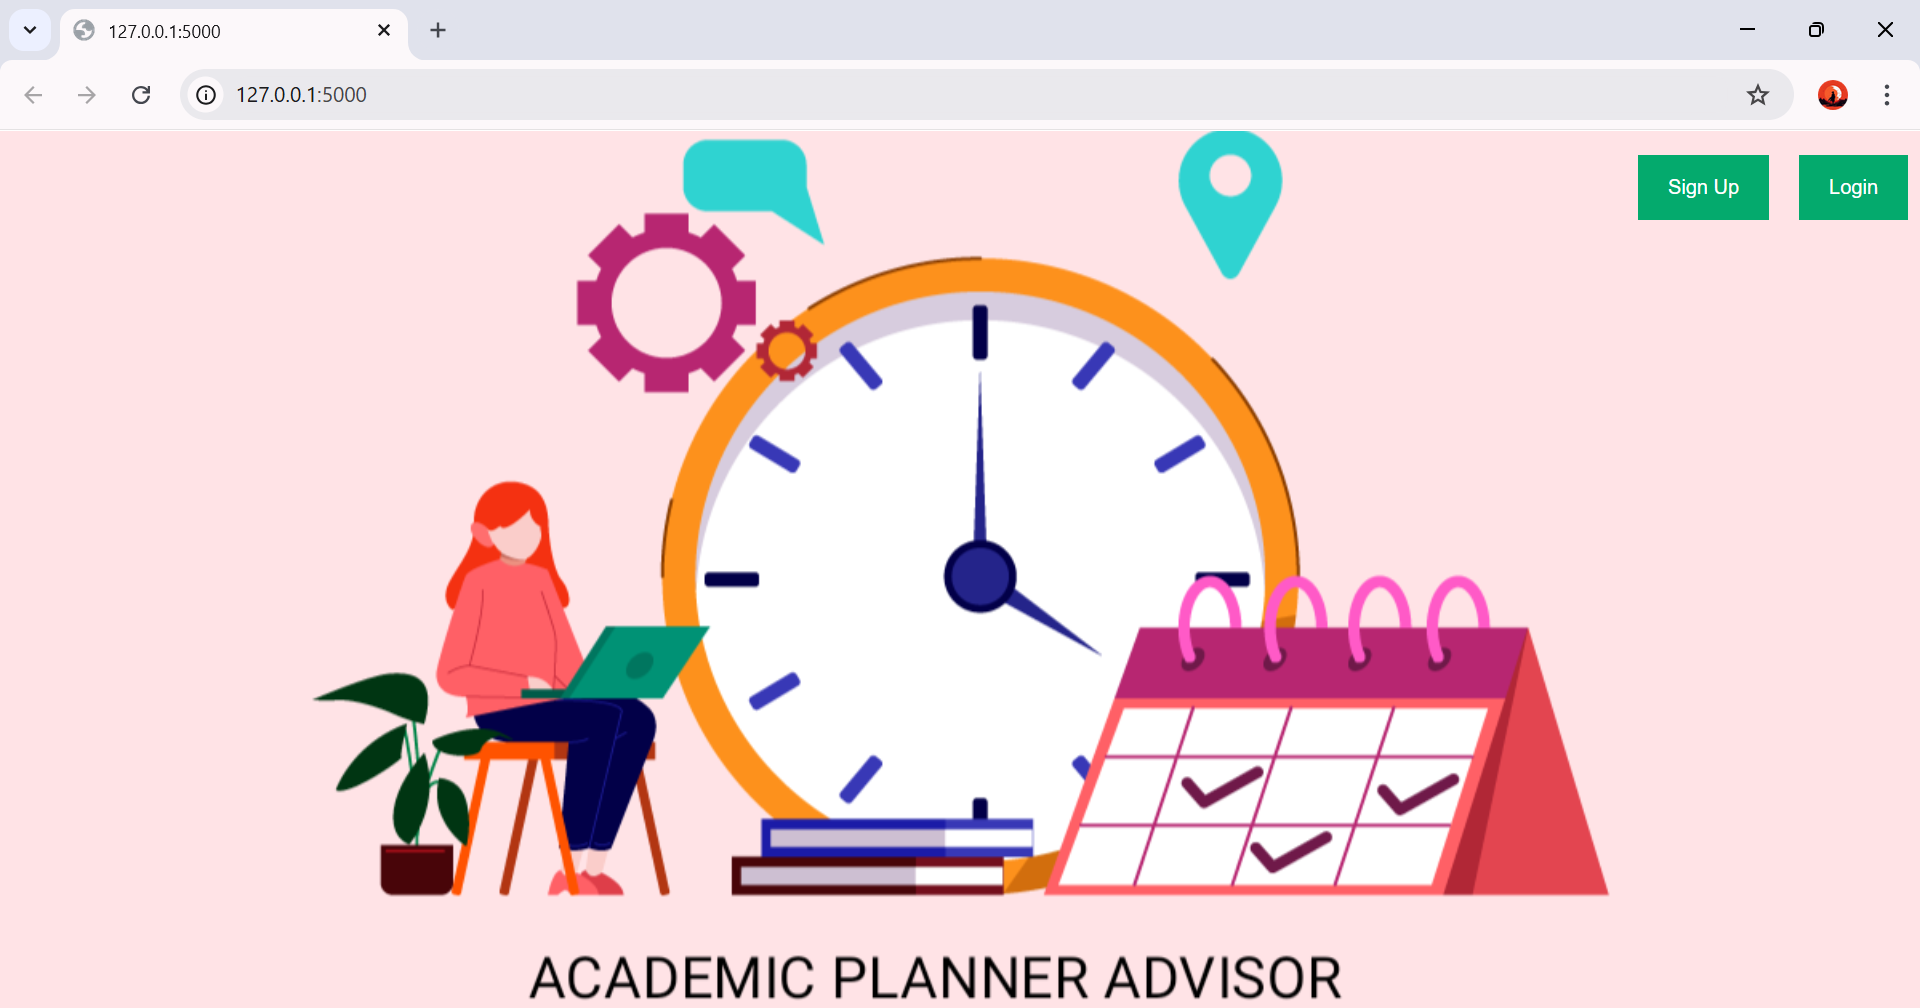 127.0.0.1:5000
127.0.0.1:5000
Sign Up Login
ACADEMIC PLANNER ADVISOR